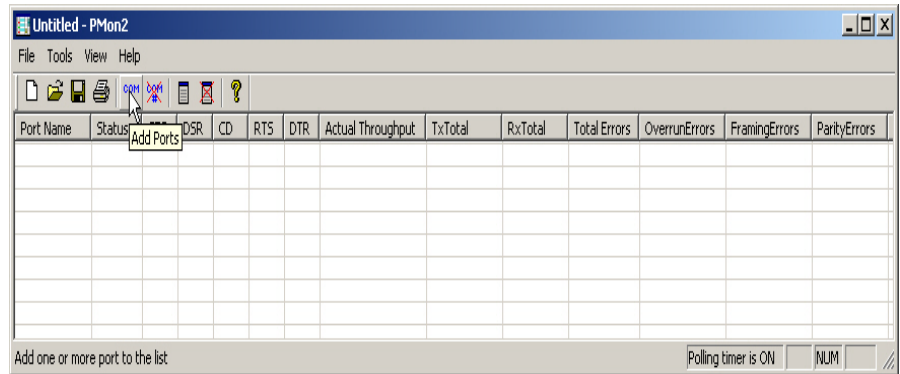 Untitled - PMon2
File Tools View Help
COM COM #
Port Name Status DSR CD RTS DTR Actual Throughput TxTotal RxTotal Total Errors OverrunErrors FramingErrors ParityErrors
Add Ports
Add one or more port to the list Polling timer is ON NUM